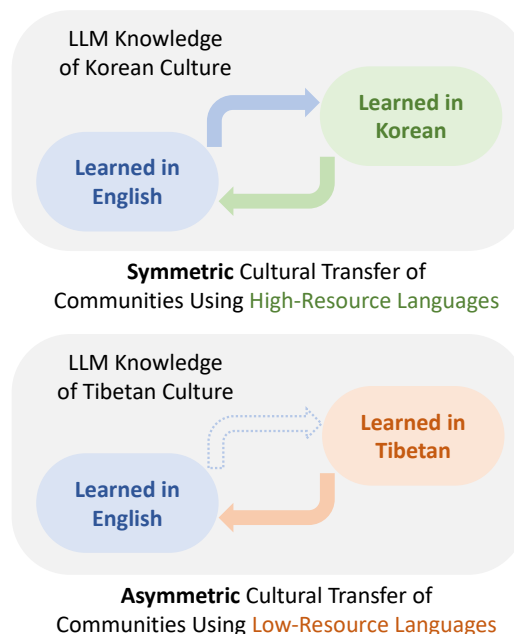 LLM Knowledge
of Korean Culture
Learned in
Korean
Learned in
English
Symmetric Cultural Transfer of
Communities Using High-Resource Languages
LLM Knowledge
of Tibetan Culture
Learned in
Tibetan
Learned in
English
Asymmetric Cultural Transfer of
Communities Using Low-Resource Languages